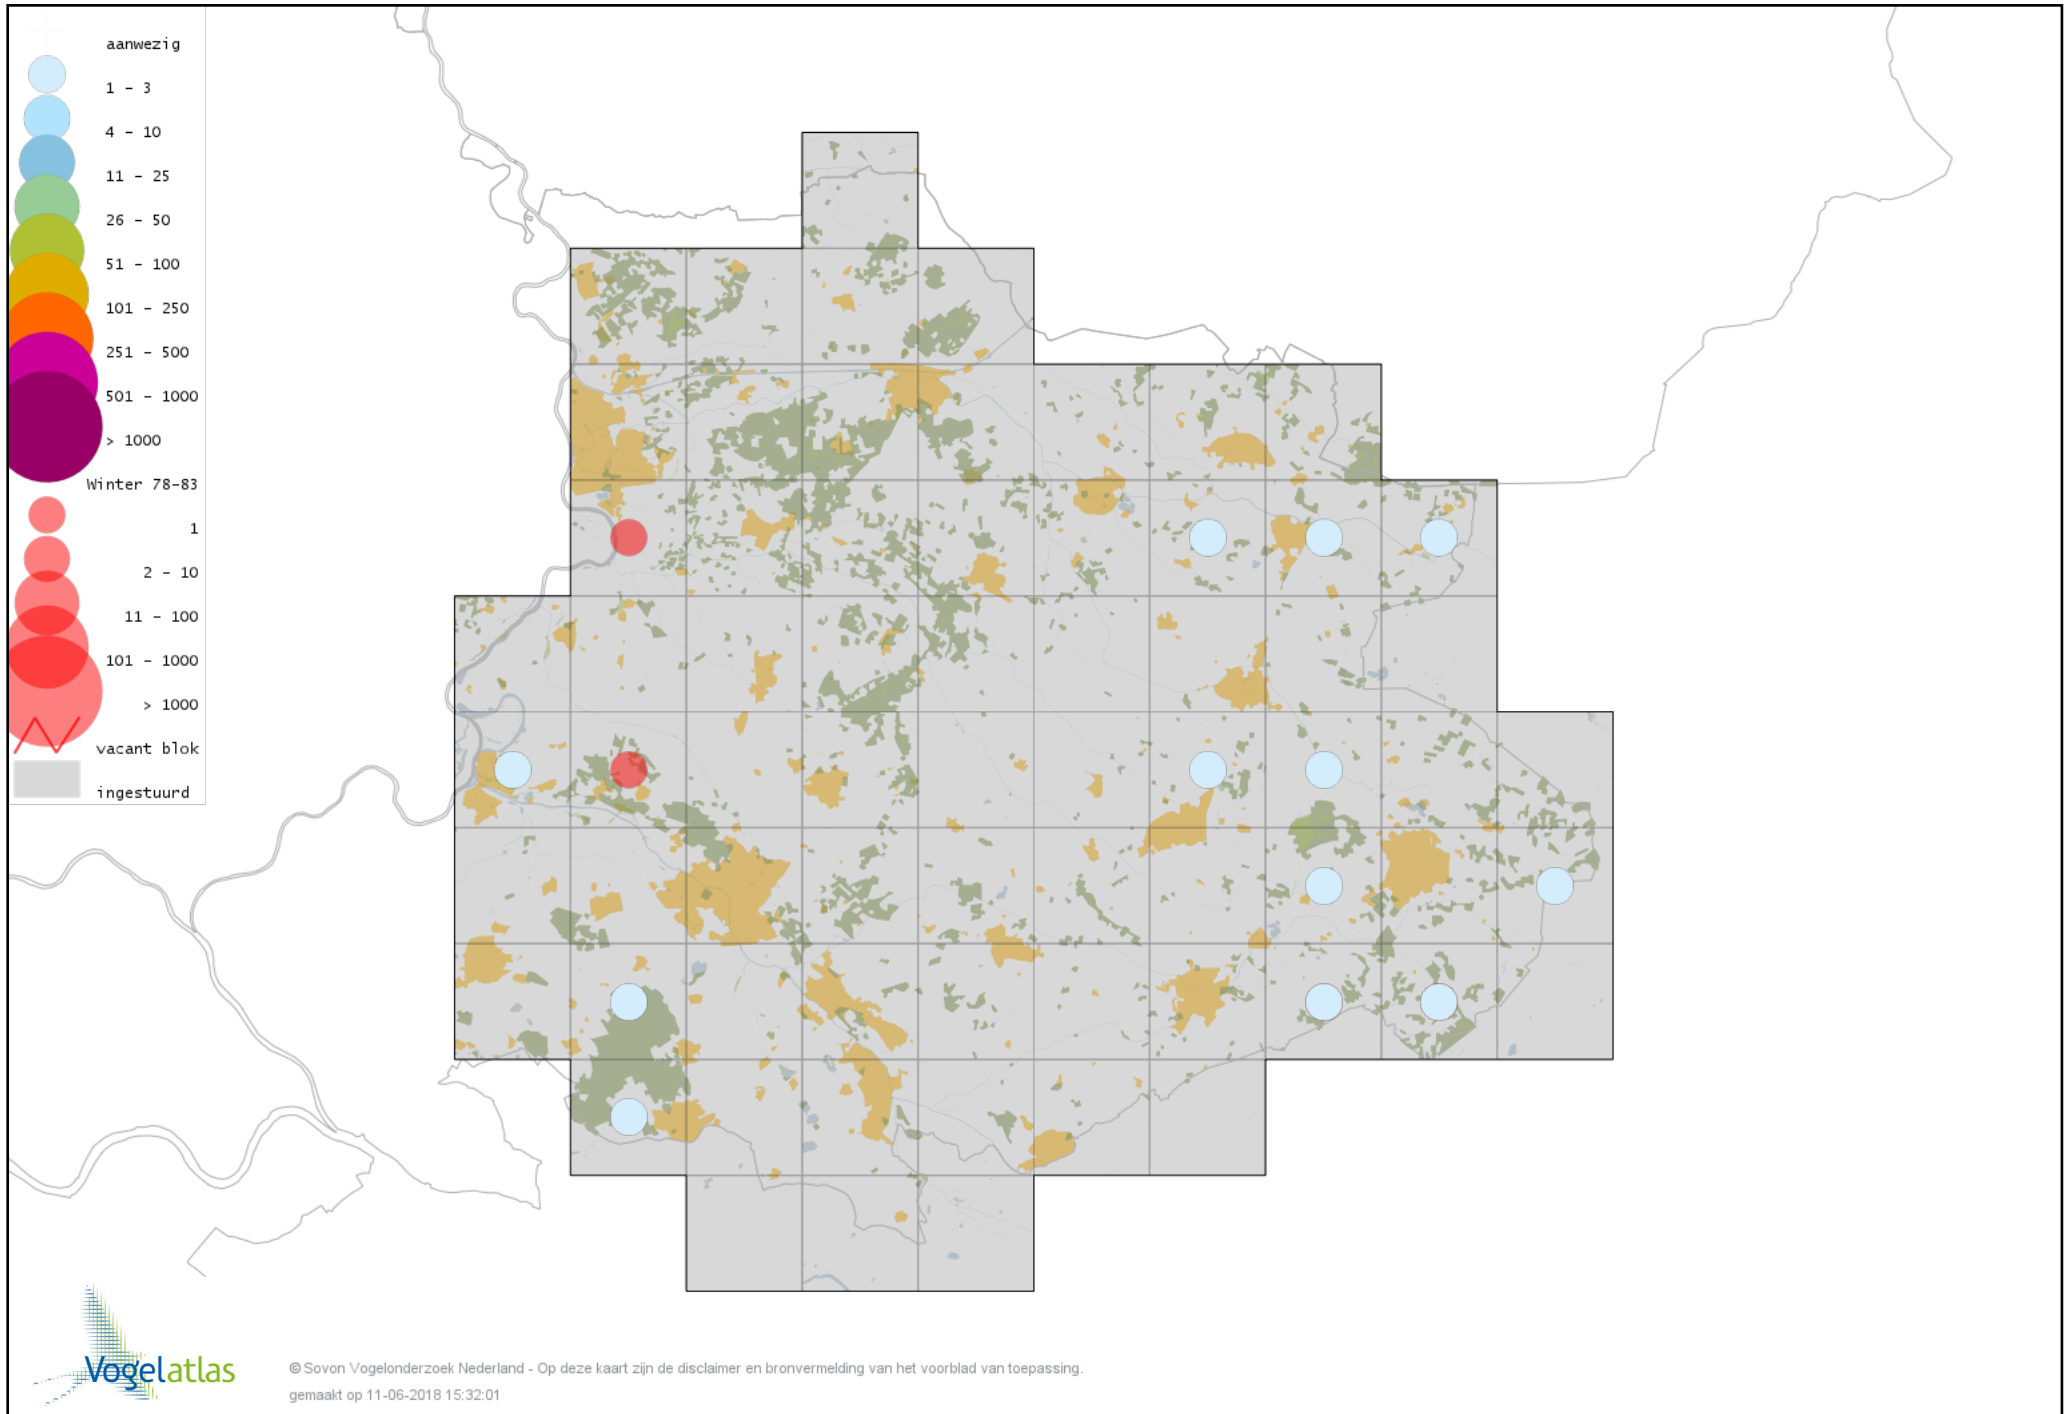 aanwezig
1 - 3
4 - 10
11 - 25
26 - 50
51 - 100
101 - 250
251 - 500
501 - 1000
> 1000
Winter 78-83
1
2 - 10
11 - 100
101 - 1000
> 1000
vacant blok
ingestuurd
Vogelatlas
© Sovon Vogelonderzoek Nederland - Op deze kaart zijn de disclaimer en bronvermelding van het voorblad van toepassing.
gemaakt op 11-06-2018 15:32:01